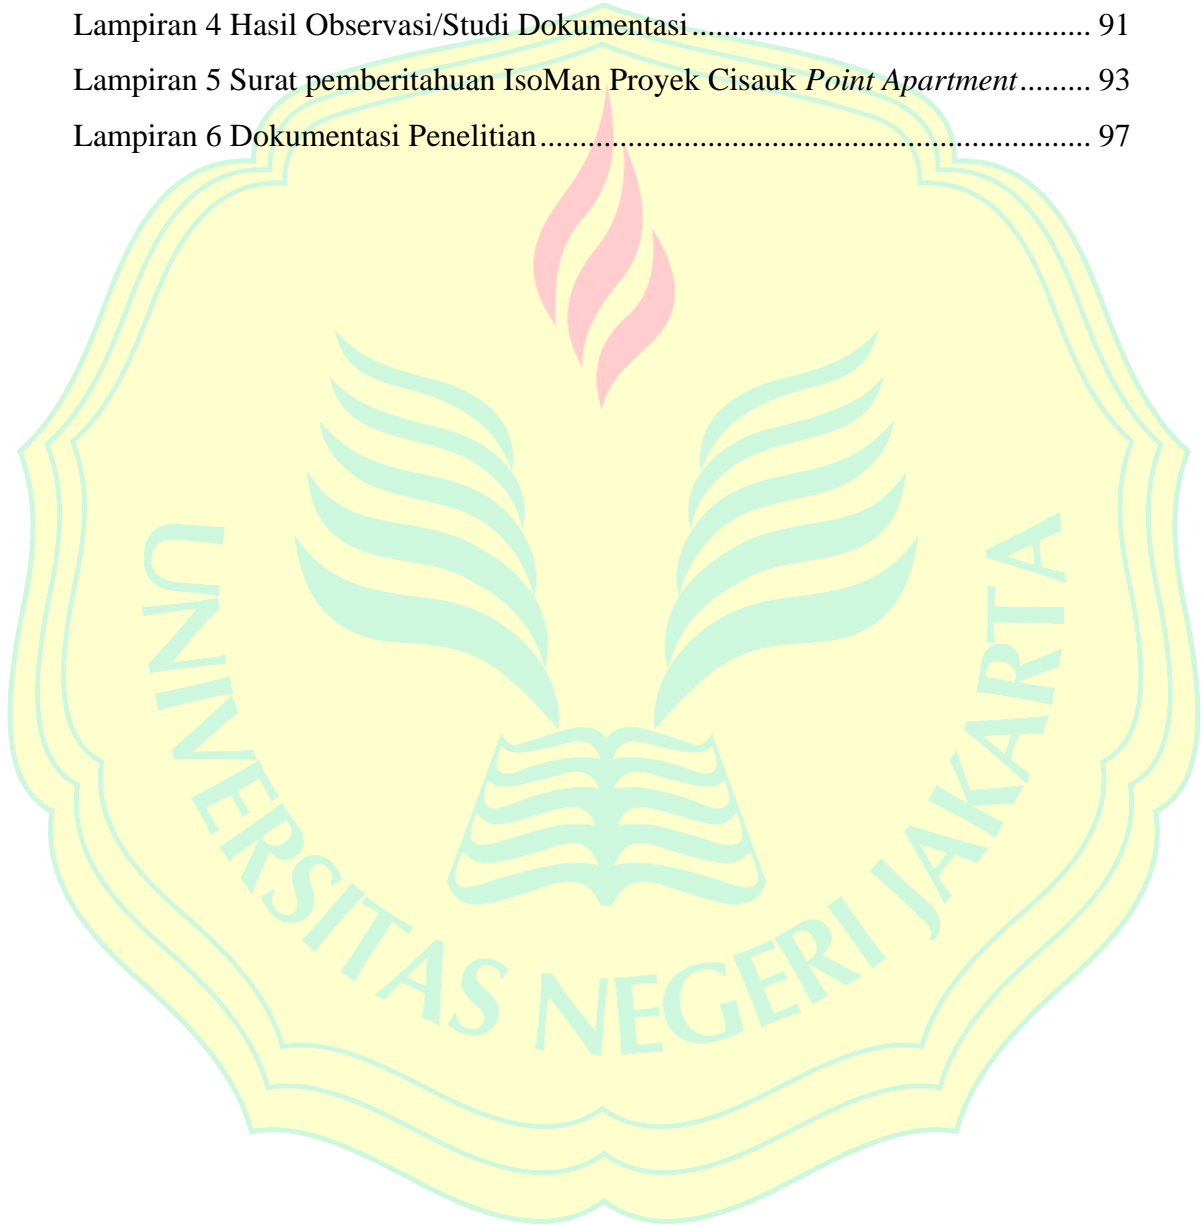 Lampiran 4 Hasil Observasi/Studi Dokumentasi................................................ 91
Lampiran 5 Surat pemberitahuan IsoMan Proyek Cisauk Point Apartment......... 93
Lampiran 6 Dokumentasi Penelitian.................................................................. 97
UNIVERSITAS NEGERI JAKARTA